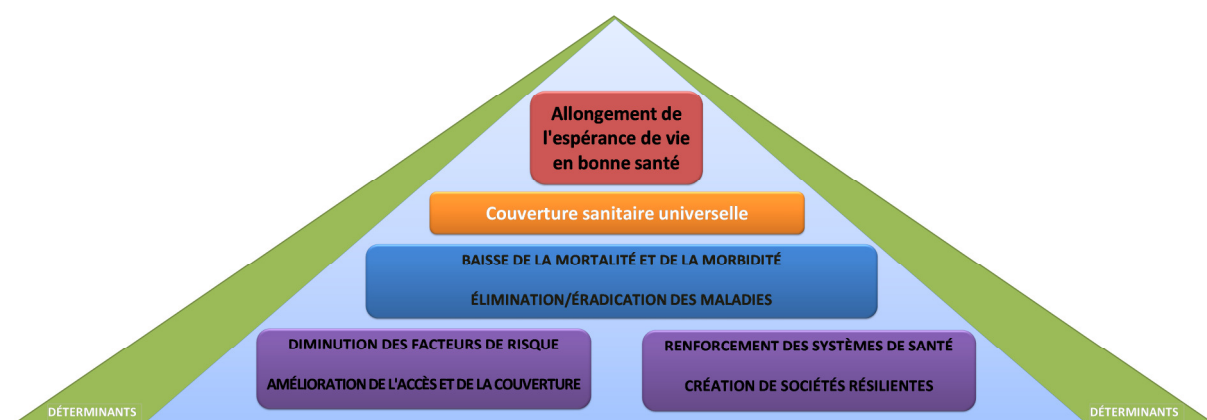 Allongement de
l'espérance de vie
en bonne santé
Couverture sanitaire universelle
BAISSE DE LA MORTALITÉ ET DE LA MORBIDITÉ
ÉLIMINATION/ÉRADICATION DES MALADIES
DIMINUTION DES FACTEURS DE RISQUE
AMÉLIORATION DE L'ACCÈS ET DE LA COUVERTURE
RENFORCEMENT DES SYSTÈMES DE SANTÉ
CRÉATION DE SOCIÉTÉS RÉSILIENTES
DÉTERMINANTS
DÉTERMINANTS